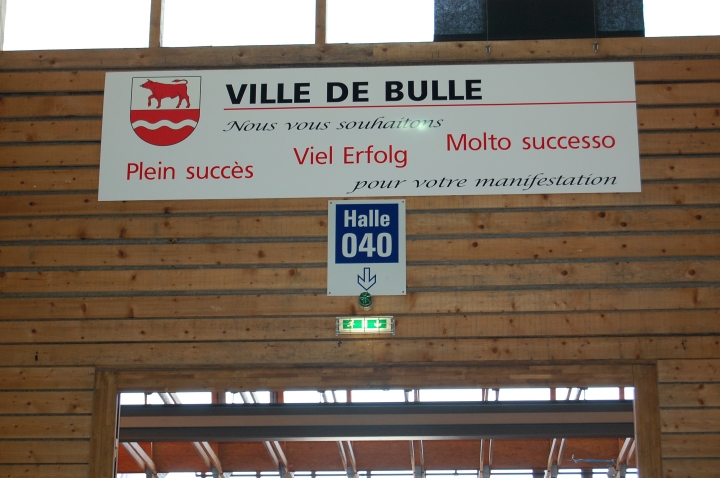 VILLE DE BULLE
Nous vous souhaitons
Plein succès Viel Erfolg Molto successo
pour votre manifestation
Halle
040